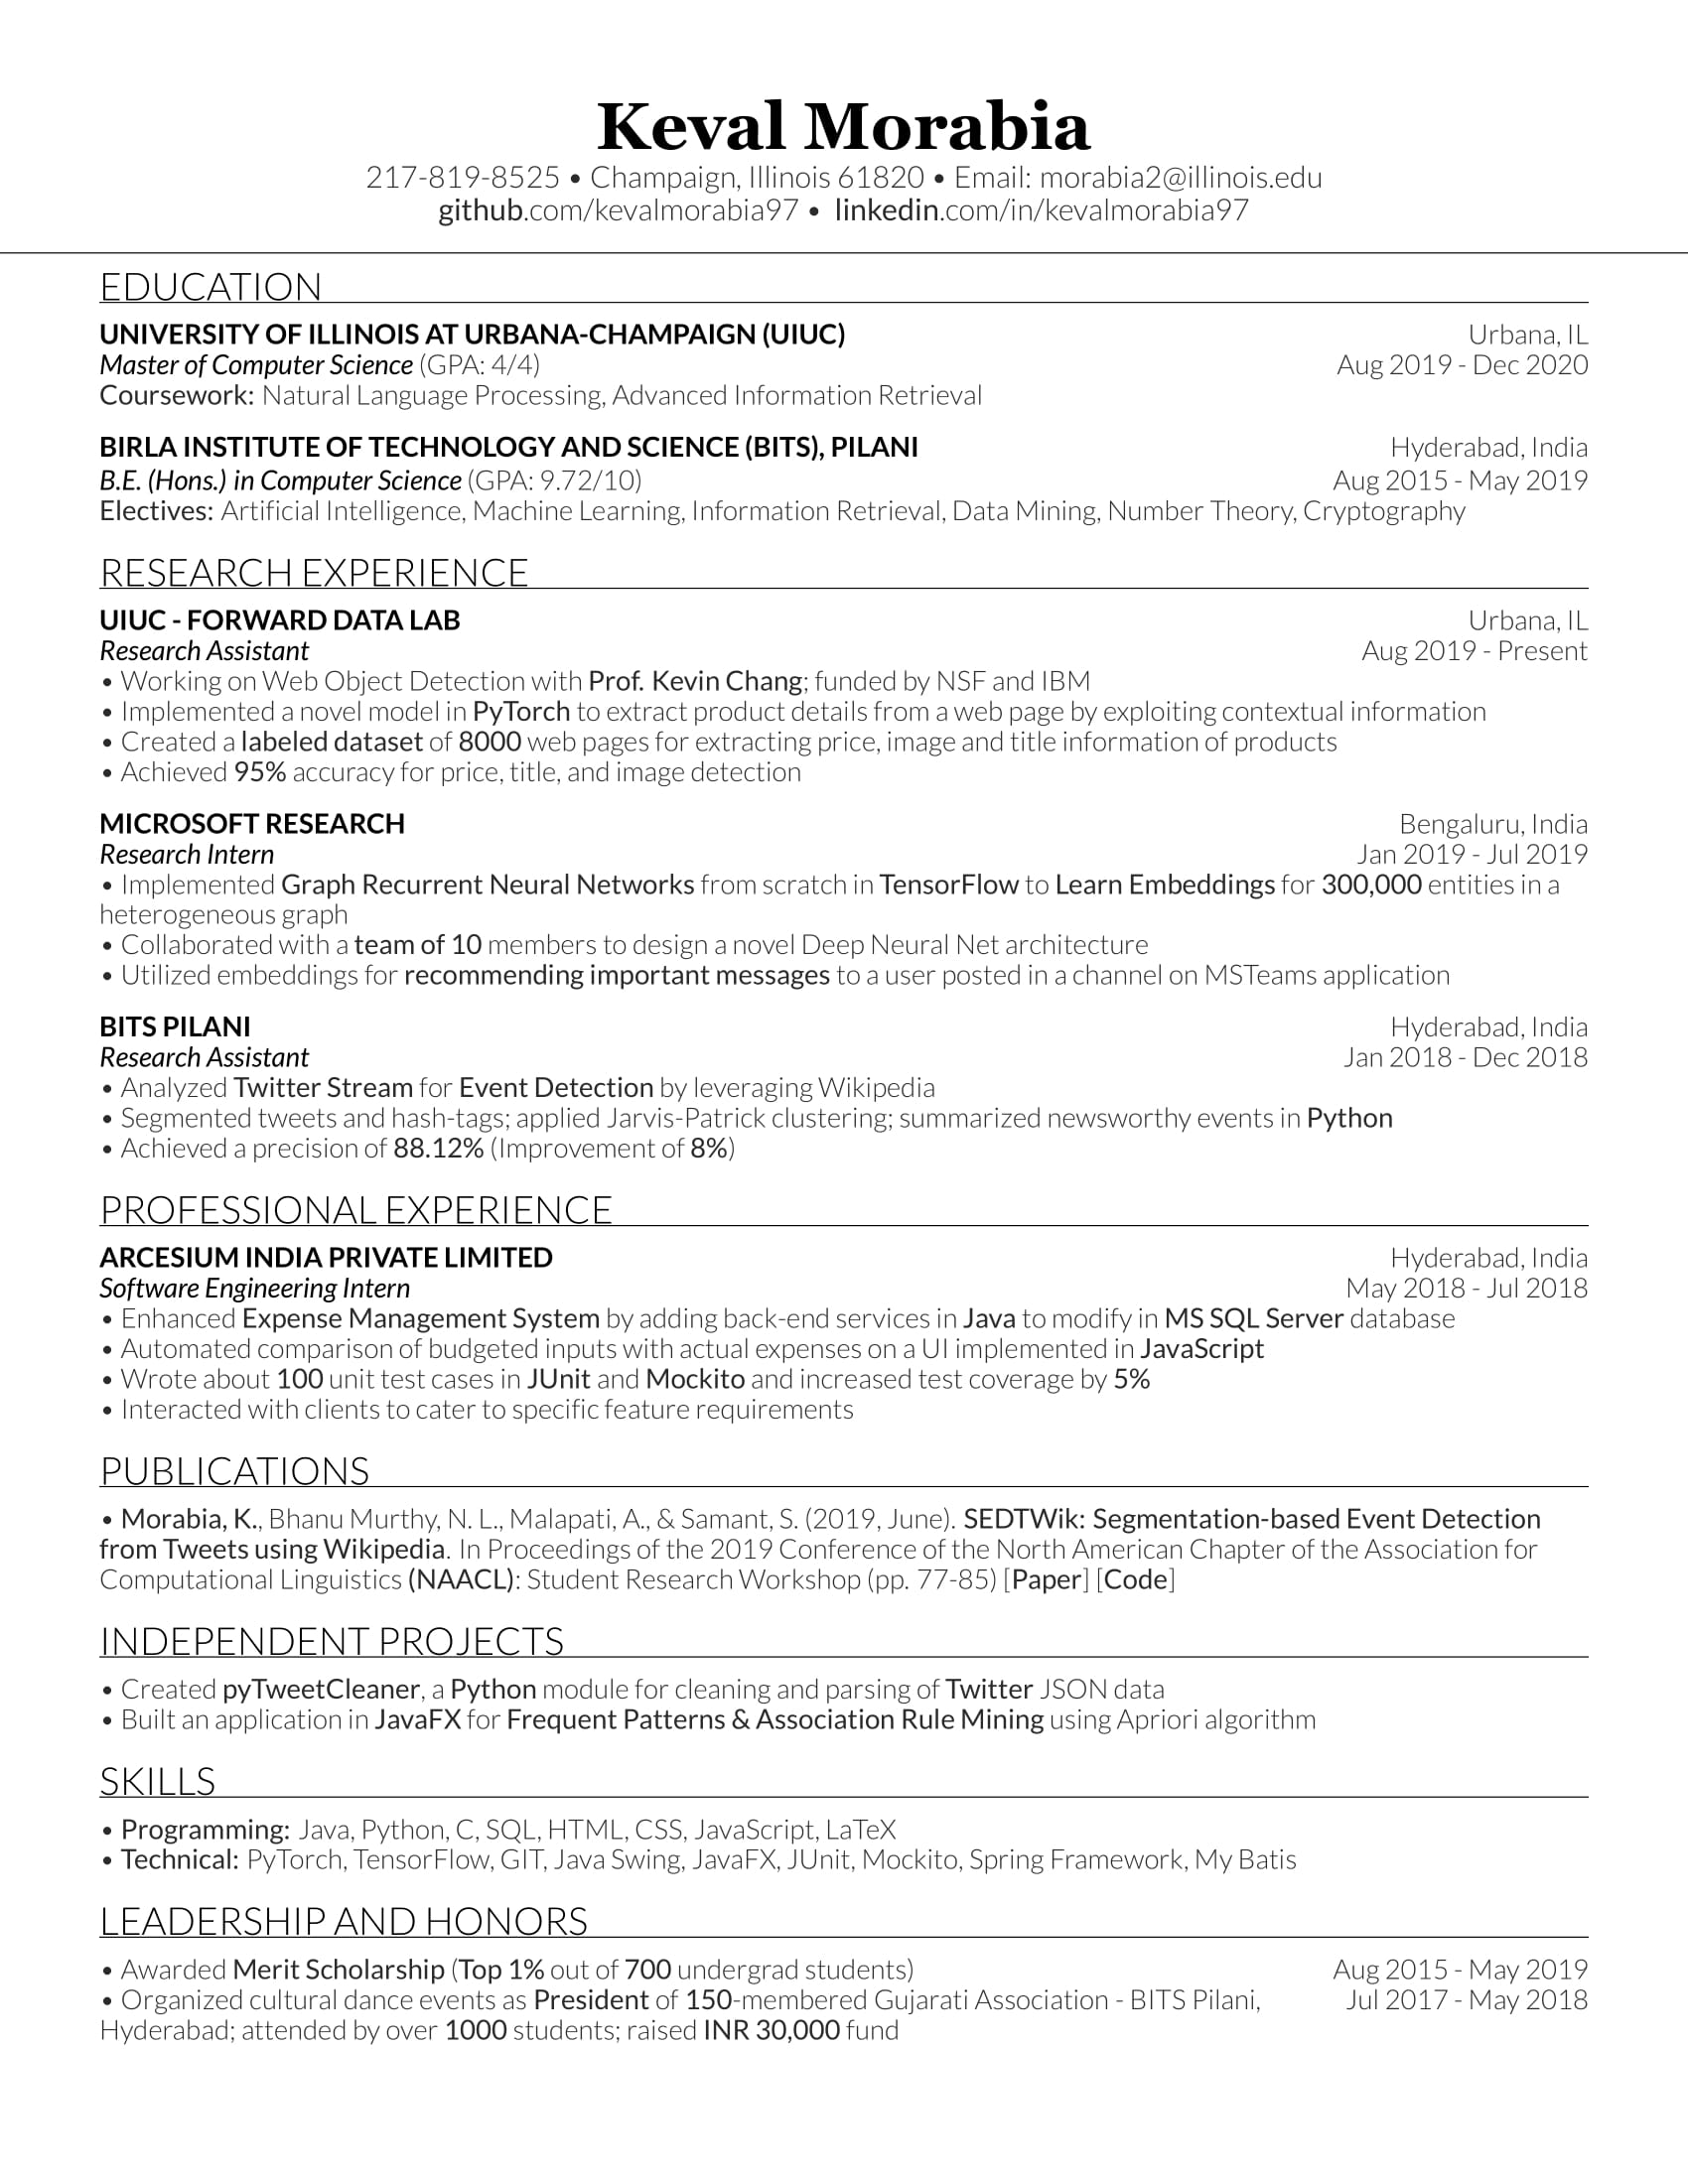 Keval Morabia
217-819-8525 • Champaign, Illinois 61820 • Email: morabia2@illinois.edu
github.com/kevalmorabia97 • linkedin.com/in/kevalmorabia97
EDUCATION
UNIVERSITY OF ILLINOIS AT URBANA-CHAMPAIGN (UIUC) Urbana, IL
Master of Computer Science (GPA: 4/4) Aug 2019 - Dec 2020
Coursework: Natural Language Processing, Advanced Information Retrieval
BIRLA INSTITUTE OF TECHNOLOGY AND SCIENCE (BITS), PILANI Hyderabad, India
B.E. (Hons.) in Computer Science (GPA: 9.72/10) Aug 2015 - May 2019
Electives: Artificial Intelligence, Machine Learning, Information Retrieval, Data Mining, Number Theory, Cryptography
RESEARCH EXPERIENCE
UIUC - FORWARD DATA LAB Urbana, IL
Research Assistant Aug 2019 - Present
• Working on Web Object Detection with Prof. Kevin Chang; funded by NSF and IBM
• Implemented a novel model in PyTorch to extract product details from a web page by exploiting contextual information
• Created a labeled dataset of 8000 web pages for extracting price, image and title information of products
• Achieved 95% accuracy for price, title, and image detection
MICROSOFT RESEARCH Bengaluru, India
Research Intern Jan 2019 - Jul 2019
• Implemented Graph Recurrent Neural Networks from scratch in TensorFlow to Learn Embeddings for 300,000 entities in a
heterogeneous graph
• Collaborated with a team of 10 members to design a novel Deep Neural Net architecture
• Utilized embeddings for recommending important messages to a user posted in a channel on MSTeams application
BITS PILANI Hyderabad, India
Research Assistant Jan 2018 - Dec 2018
• Analyzed Twitter Stream for Event Detection by leveraging Wikipedia
• Segmented tweets and hash-tags; applied Jarvis-Patrick clustering; summarized newsworthy events in Python
• Achieved a precision of 88.12% (Improvement of 8%)
PROFESSIONAL EXPERIENCE
ARCESIUM INDIA PRIVATE LIMITED Hyderabad, India
Software Engineering Intern May 2018 - Jul 2018
• Enhanced Expense Management System by adding back-end services in Java to modify in MS SQL Server database
• Automated comparison of budgeted inputs with actual expenses on a UI implemented in JavaScript
• Wrote about 100 unit test cases in JUnit and Mockito and increased test coverage by 5%
• Interacted with clients to cater to specific feature requirements
PUBLICATIONS
• Morabia, K., Bhanu Murthy, N. L., Malapati, A., & Samant, S. (2019, June). SEDTWik: Segmentation-based Event Detection
from Tweets using Wikipedia. In Proceedings of the 2019 Conference of the North American Chapter of the Association for
Computational Linguistics (NAACL): Student Research Workshop (pp. 77-85) [Paper] [Code]
INDEPENDENT PROJECTS
• Created pyTweetCleaner, a Python module for cleaning and parsing of Twitter JSON data
• Built an application in JavaFX for Frequent Patterns & Association Rule Mining using Apriori algorithm
SKILLS
• Programming: Java, Python, C, SQL, HTML, CSS, JavaScript, LaTeX
• Technical: PyTorch, TensorFlow, GIT, Java Swing, JavaFX, JUnit, Mockito, Spring Framework, My Batis
LEADERSHIP AND HONORS
• Awarded Merit Scholarship (Top 1% out of 700 undergrad students) Aug 2015 - May 2019
• Organized cultural dance events as President of 150-membered Gujarati Association - BITS Pilani, Jul 2017 - May 2018
Hyderabad; attended by over 1000 students; raised INR 30,000 fund